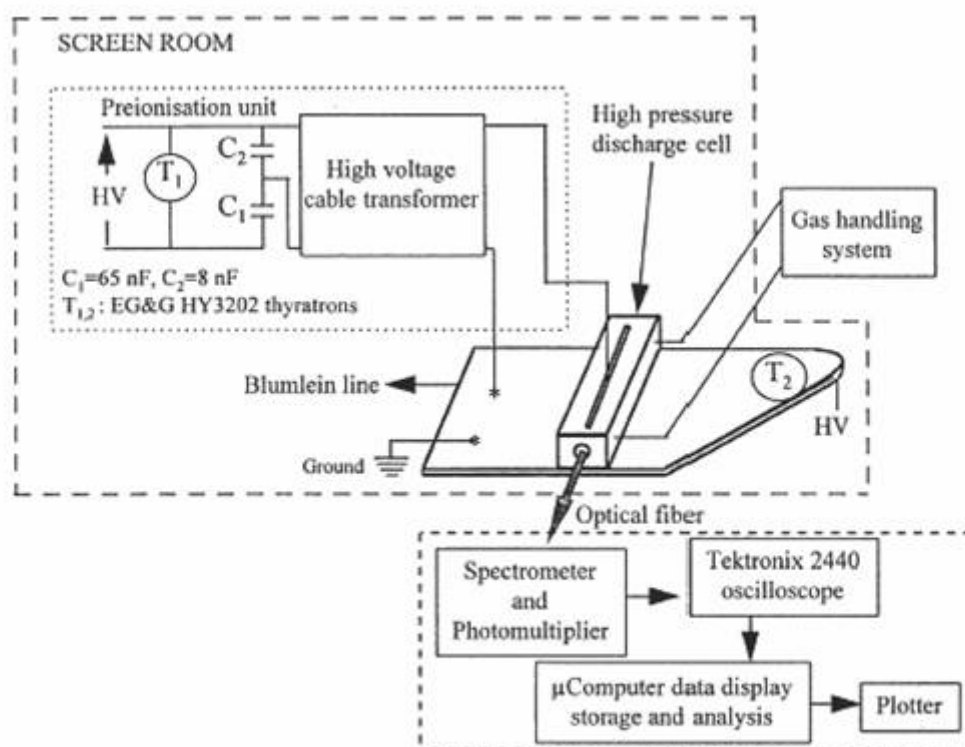 SCREEN ROOM
Preionisation unit
HV
T1
C2
C1
High voltage
cable transformer
C1=65 nF, C2=8 nF
T1,2 : EG&G HY3202 thyratrons
High pressure
discharge cell
Gas handling
system
Blumlein line
T2
HV
Ground
Optical fiber
Spectrometer
and
Photomultiplier
Tektronix 2440
oscilloscope
µComputer data display
storage and analysis
Plotter